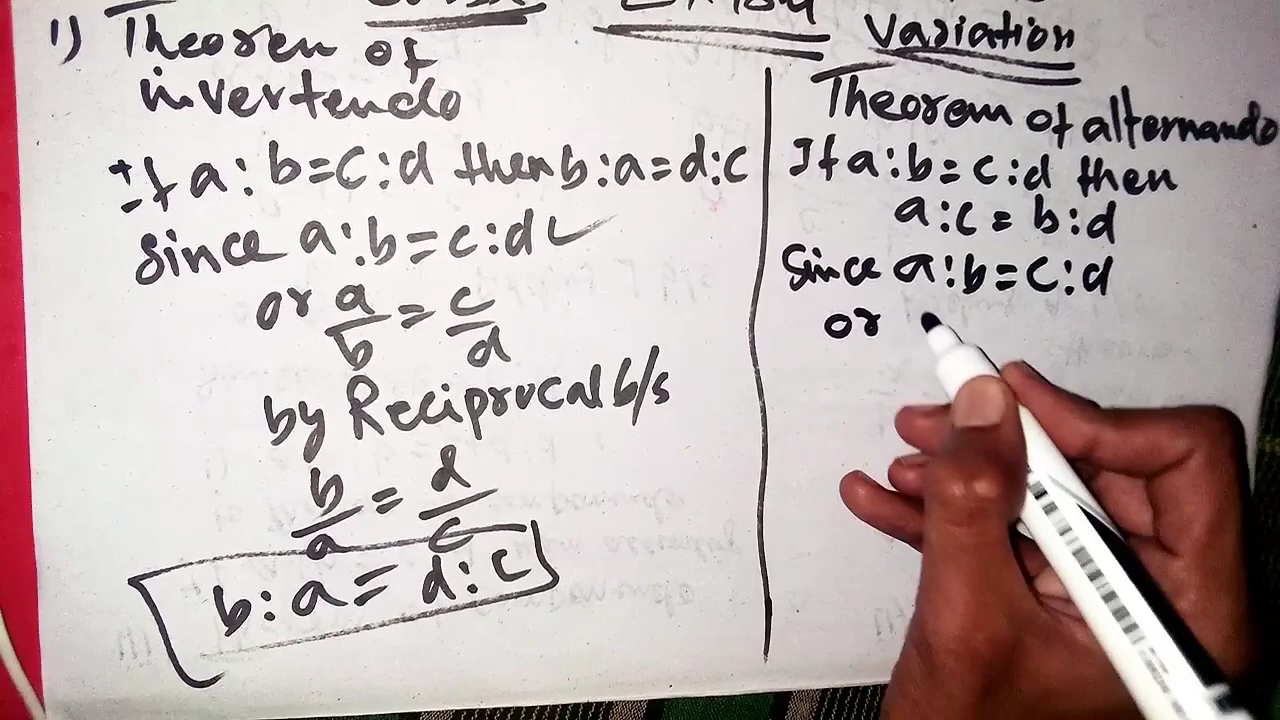 Variation
1) Theorem of
invertendo
If a:b=c:d then b:a=d:c
Since a:b=c:d
or a/b = c/d
by Reciprocal b/s
b/a = d/c
b:a = d:c
Theorem of alternando
If a:b=c:d then
a:c = b:d
Since a:b=c:d
or